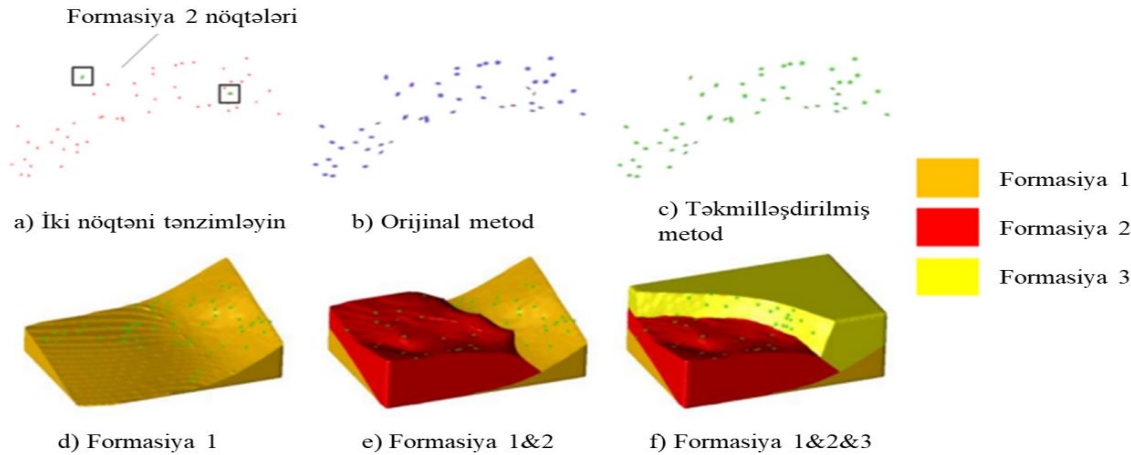 Formasiya 2 nöqtələri
a) İki nöqtəni tənzimləyin
b) Orijinal metod
c) Təkmilləşdirilmiş
metod
Formasiya 1
Formasiya 2
Formasiya 3
d) Formasiya 1
e) Formasiya 1&2
f) Formasiya 1&2&3